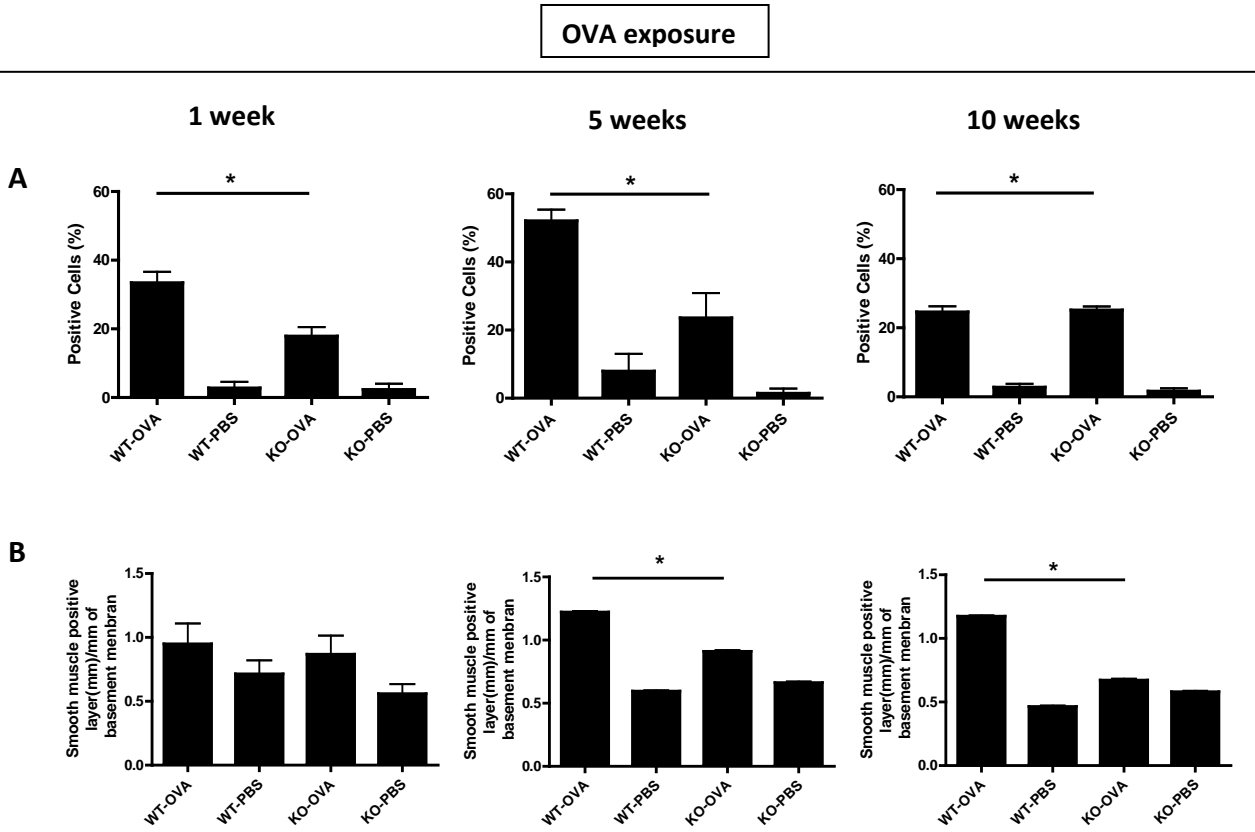 OVA exposure
1 week
5 weeks
10 weeks
A
Positive Cells (%)
60
40
20
0
*
WT-OVA
WT-PBS
KO-OVA
KO-PBS
Positive Cells (%)
60
40
20
0
*
WT-OVA
WT-PBS
KO-OVA
KO-PBS
Positive Cells (%)
60
40
20
0
*
WT-OVA
WT-PBS
KO-OVA
KO-PBS
B
Smooth muscle positive
layer(mm)/mm of
basement menbran
1.5
1.0
0.5
0.0
WT-OVA
WT-PBS
KO-OVA
KO-PBS
Smooth muscle positive
layer(mm)/mm of
basement menbran
1.5
1.0
0.5
0.0
*
WT-OVA
WT-PBS
KO-OVA
KO-PBS
Smooth muscle positive
layer(mm)/mm of
basement menbran
1.5
1.0
0.5
0.0
*
WT-OVA
WT-PBS
KO-OVA
KO-PBS